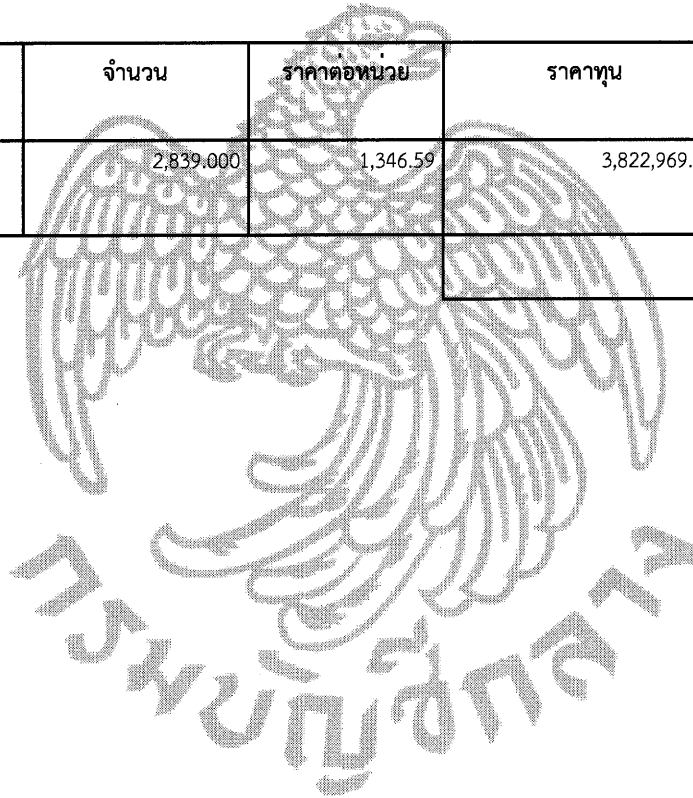 จำนวน ราคาต่อหน่วย ราคาทุน
2,839.000 1,346.59 3,822,969.
กรมบัญชีกลาง